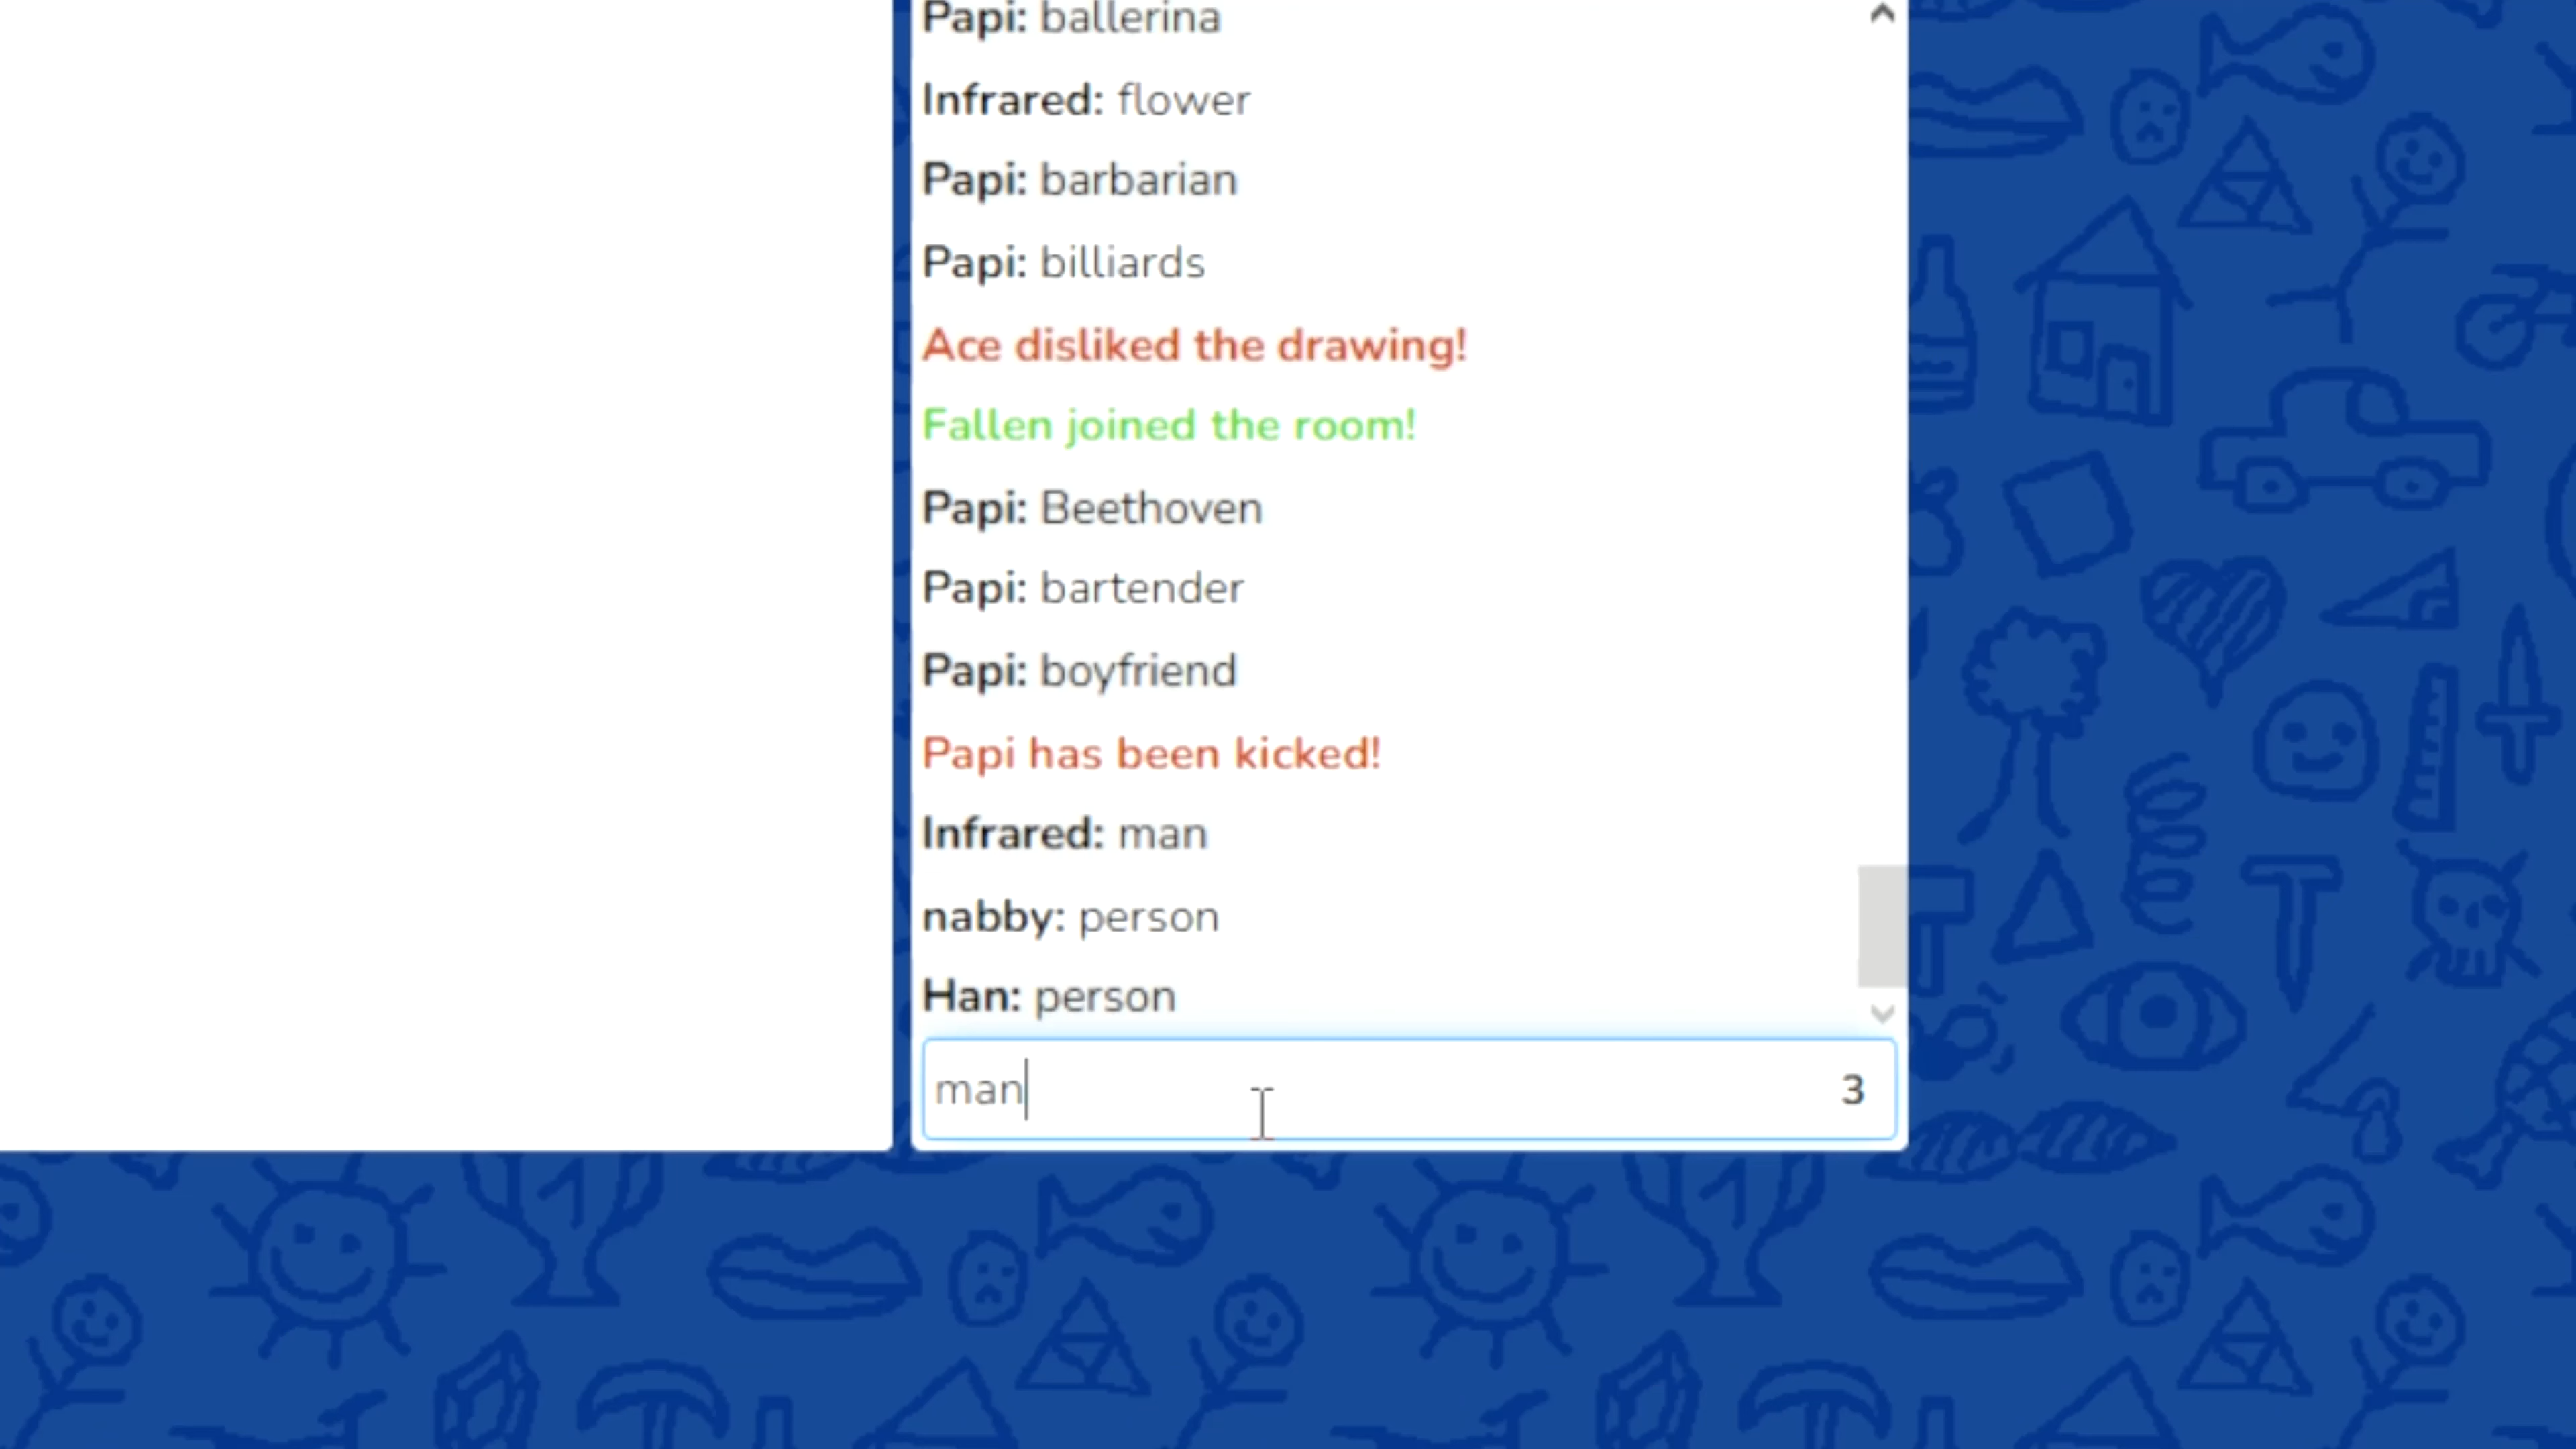 Papi: ballerina
Infrared: flower
Papi: barbarian
Papi: billiards
Ace disliked the drawing!
Fallen joined the room!
Papi: Beethoven
Papi: bartender
Papi: boyfriend
Papi has been kicked!
Infrared: man
nabby: person
Han: person
man 3